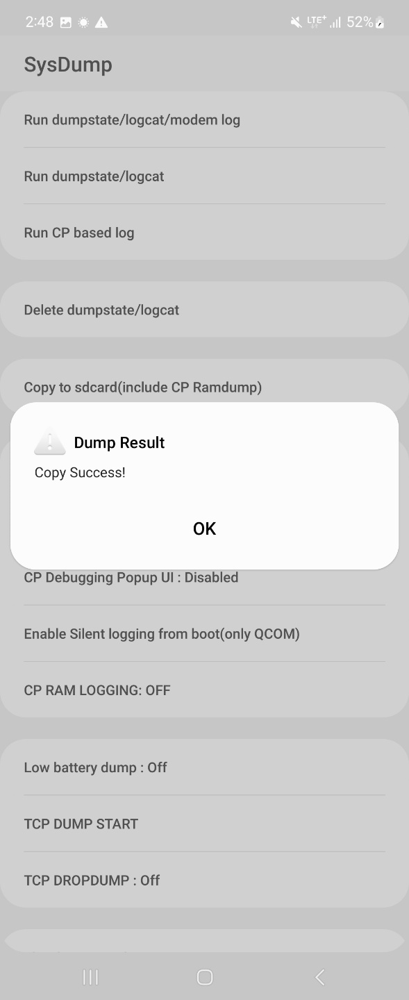 2:48 LTE+ 52%
SysDump
Run dumpstate/logcat/modem log
Run dumpstate/logcat
Run CP based log
Delete dumpstate/logcat
Copy to sdcard(include CP Ramdump)
Dump Result
Copy Success!
OK
CP Debugging Popup UI : Disabled
Enable Silent logging from boot(only QCOM)
CP RAM LOGGING: OFF
Low battery dump : Off
TCP DUMP START
TCP DROPDUMP : Off